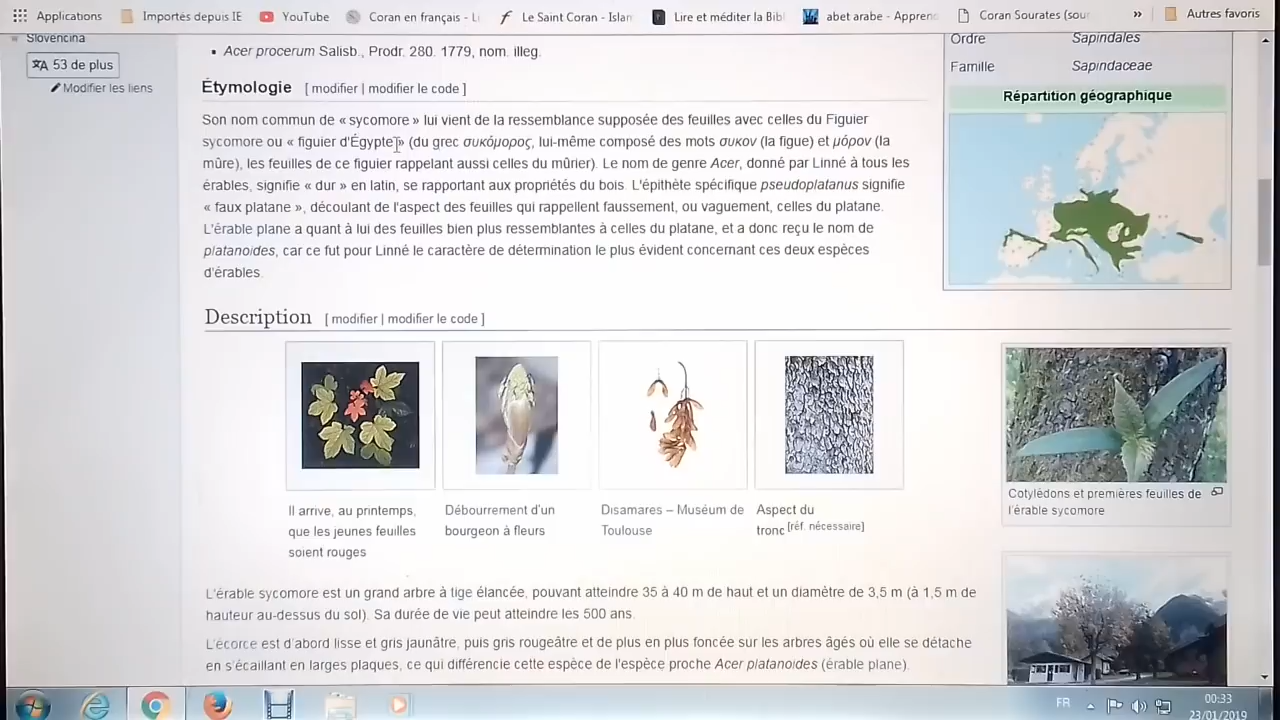 Applications Importés depuis IE YouTube Coran en français - Li Le Saint Coran - Islam Lire et méditer la Bibl abet arabe - Apprenc Coran Sourates (sour » Autres favoris
Slovenčina
53 de plus
Modifier les liens
Acer procerum Salisb., Prodr. 280. 1779, nom. illeg.
Étymologie [ modifier | modifier le code ]
Son nom commun de « sycomore » lui vient de la ressemblance supposée des feuilles avec celles du Figuier
sycomore ou « figuier d'Égypte » (du grec συκόμορος, lui-même composé des mots συκον (la figue) et μόρον (la
mûre), les feuilles de ce figuier rappelant aussi celles du mûrier). Le nom de genre Acer, donné par Linné à tous les
érables, signifie « dur » en latin, se rapportant aux propriétés du bois. L'épithète spécifique pseudoplatanus signifie
« faux platane », découlant de l'aspect des feuilles qui rappellent faussement, ou vaguement, celles du platane.
L'érable plane a quant à lui des feuilles bien plus ressemblantes à celles du platane, et a donc reçu le nom de
platanoides, car ce fut pour Linné le caractère de détermination le plus évident concernant ces deux espèces
d'érables.
Ordre Sapindales
Famille Sapindaceae
Répartition géographique
Description [ modifier | modifier le code ]
Il arrive, au printemps,
que les jeunes feuilles
soient rouges
Débourrement d'un
bourgeon à fleurs
Disamares – Muséum de
Toulouse
Aspect du
tronc [réf. nécessaire]
Cotylédons et premières feuilles de
l'érable sycomore
L'érable sycomore est un grand arbre à tige élancée, pouvant atteindre 35 à 40 m de haut et un diamètre de 3,5 m (à 1,5 m de
hauteur au-dessus du sol). Sa durée de vie peut atteindre les 500 ans.
L'écorce est d'abord lisse et gris jaunâtre, puis gris rougeâtre et de plus en plus foncée sur les arbres âgés où elle se détache
en s'écaillant en larges plaques, ce qui différencie cette espèce de l'espèce proche Acer platanoides (érable plane).
FR
00:33
23/01/2019